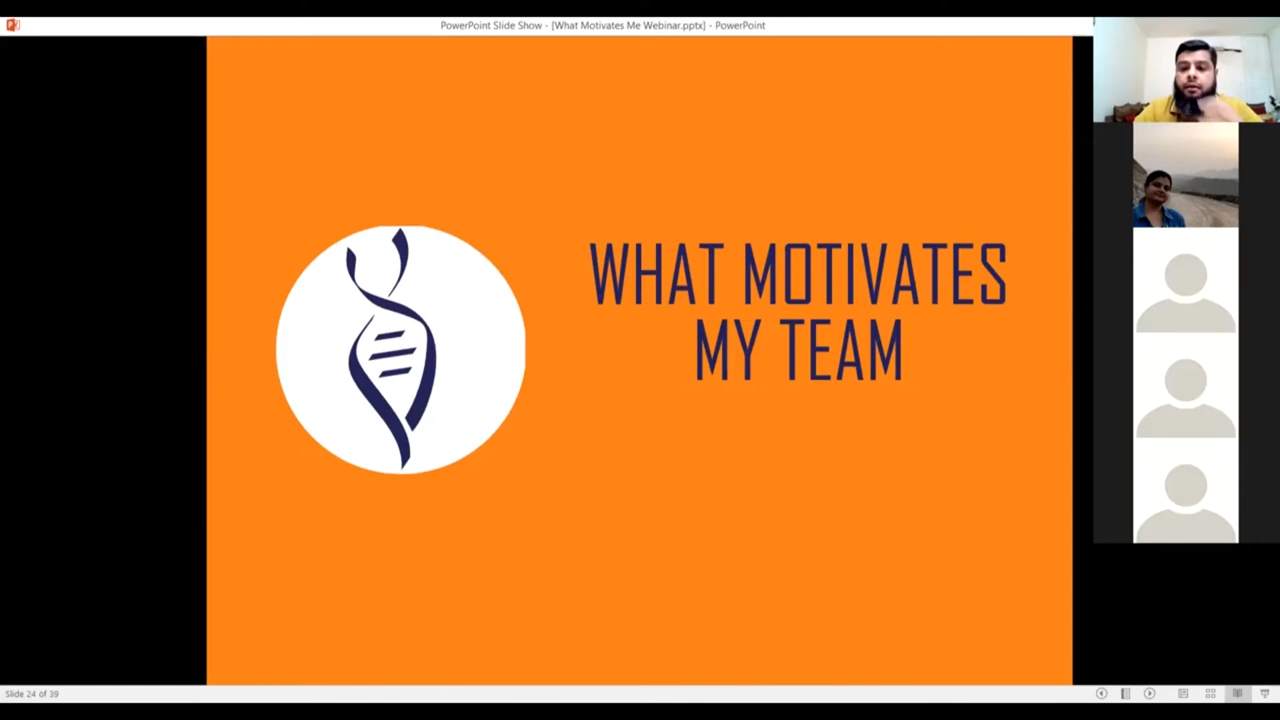 PowerPoint Slide Show - [What Motivates Me Webinar.pptx] - PowerPoint
WHAT MOTIVATES
MY TEAM
Slide 24 of 39